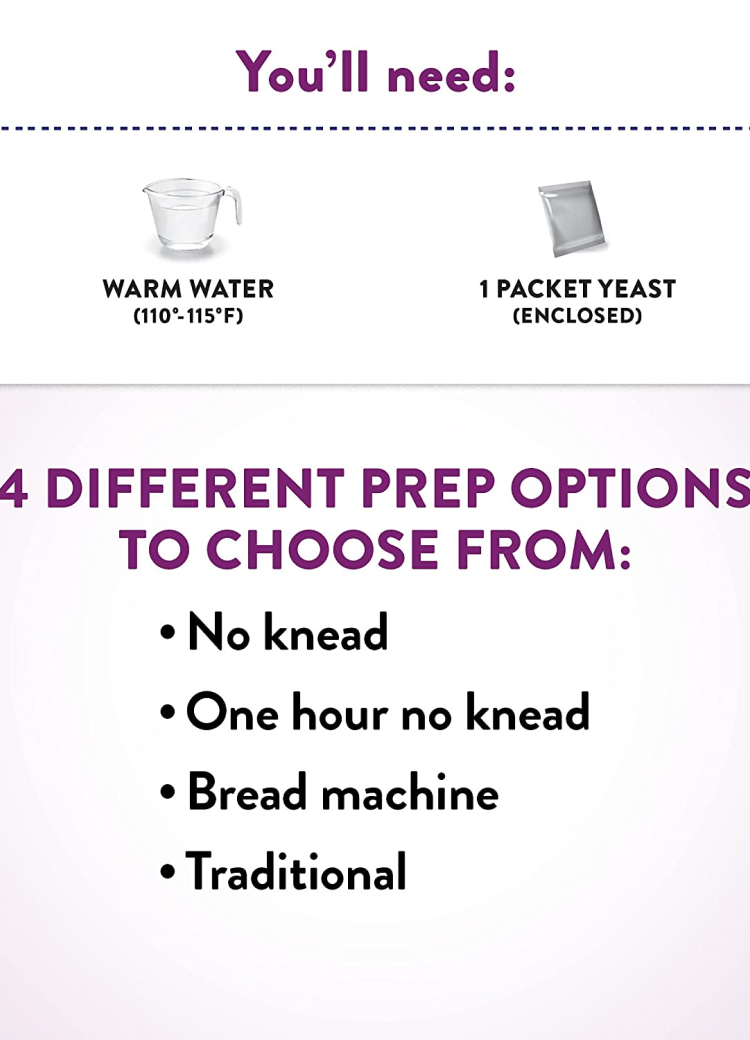 You’ll need:
WARM WATER
(110°-115°F)
1 PACKET YEAST
(ENCLOSED)
4 DIFFERENT PREP OPTIONS
TO CHOOSE FROM:
• No knead
• One hour no knead
• Bread machine
• Traditional